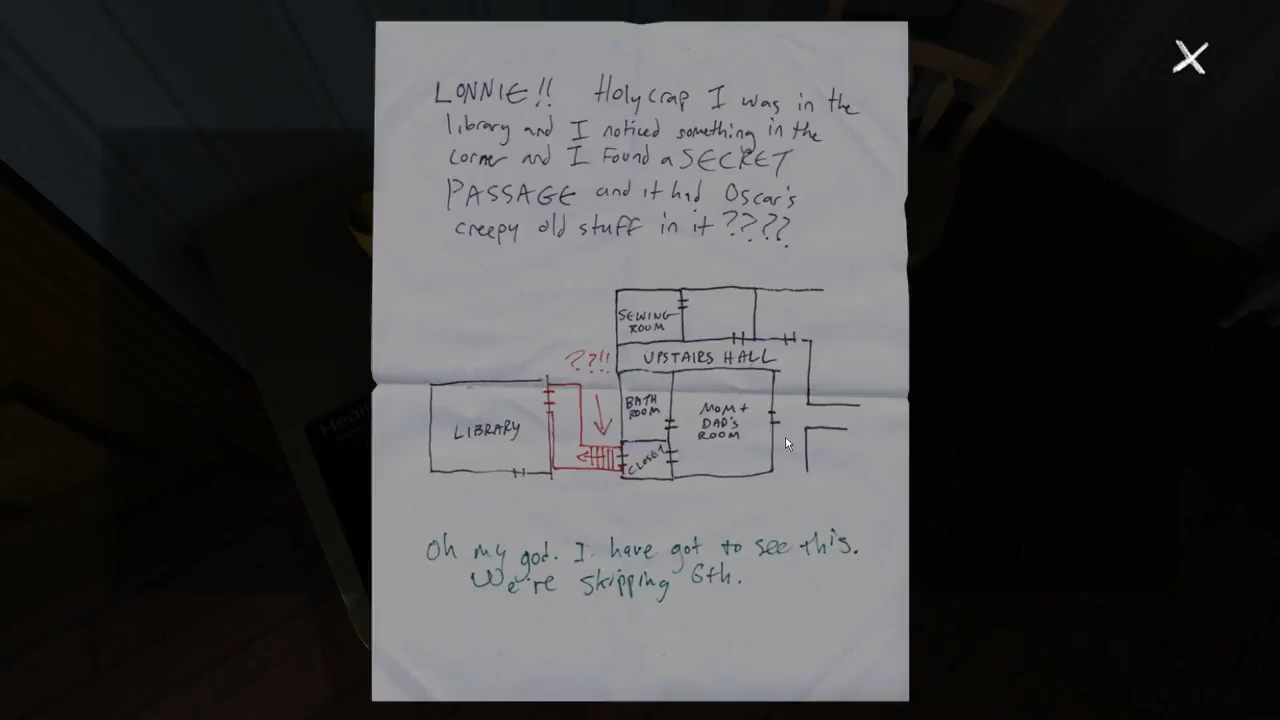 LONNIE!! Holy crap I was in the
library and I noticed something in the
corner and I found a SECRET
PASSAGE and it had Oscar's
creepy old stuff in it ????
SEWING
ROOM
UPSTAIRS HALL
??!!
BATH
ROOM
MOM +
DAD'S
ROOM
LIBRARY
CLOSET
Oh my god. I have got to see this.
We're skipping 6th.